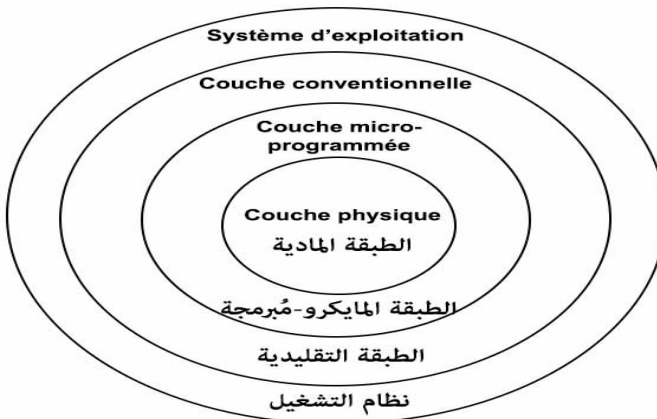 Système d'exploitation
Couche conventionnelle
Couche micro-
programmée
Couche physique
الطبقة المادية
الطبقة المايكرو-مُبرمجة
الطبقة التقليدية
نظام التشغيل